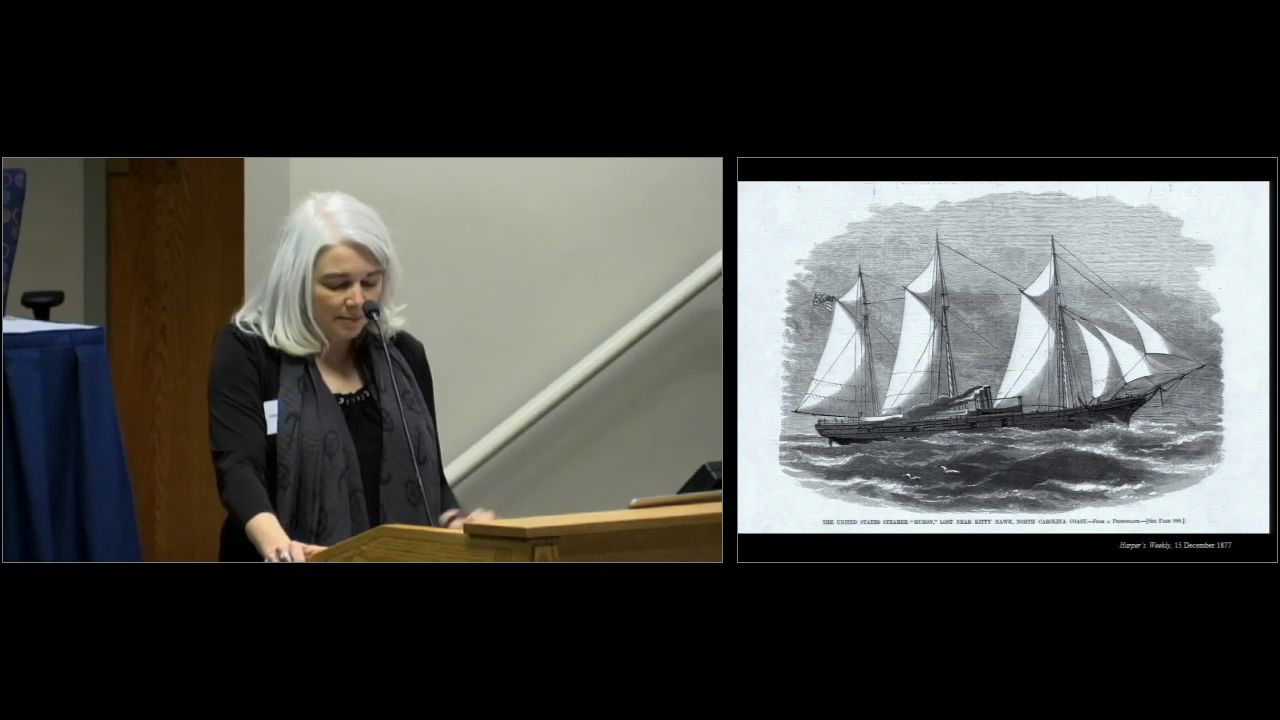 THE UNITED STATES STEAMER "HURON," LOST NEAR KITTY HAWK, NORTH CAROLINA COAST.—From a Photograph.—[See Page
Harper's Weekly, 15 December 1877